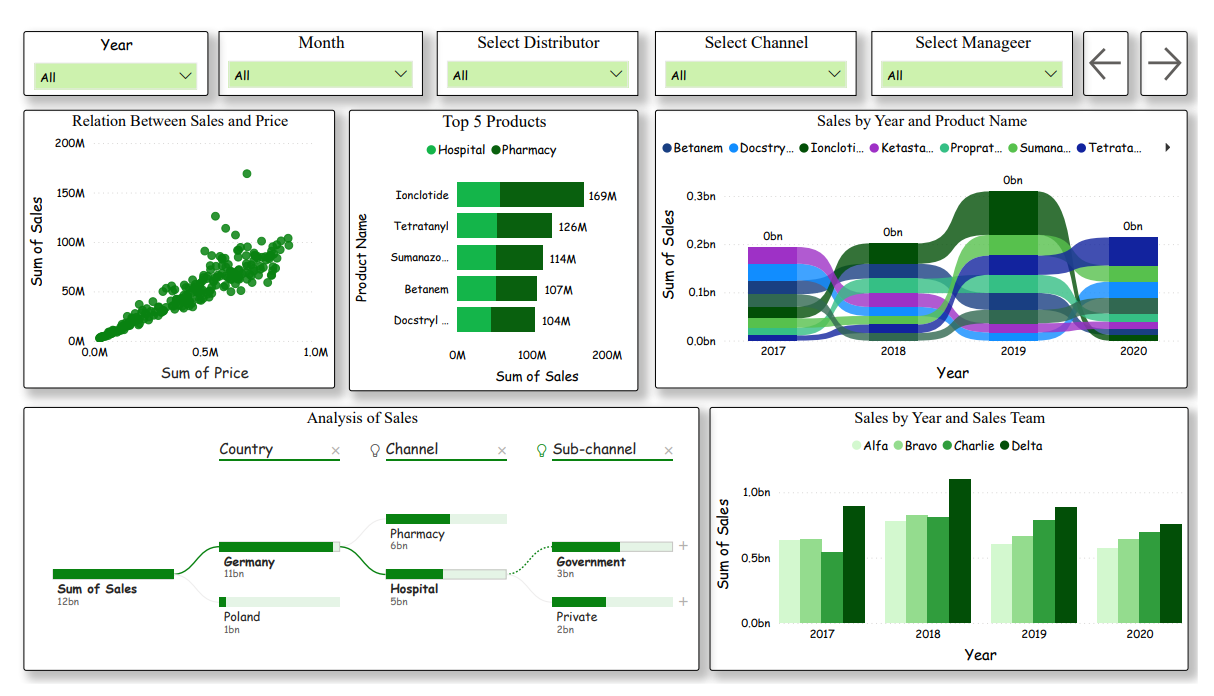 Year
All
Month
All
Select Distributor
All
Select Channel
All
Select Manageer
All
Relation Between Sales and Price
200M
150M
100M
50M
0M
0.0M 0.5M 1.0M
Sum of Sales
Sum of Price
Top 5 Products
Hospital Pharmacy
Product Name
Ionclotide 169M
Tetratanyl 126M
Sumanazo... 114M
Betanem 107M
Docstryl ... 104M
0M 100M 200M
Sum of Sales
Sales by Year and Product Name
Betanem Docstry... Ioncloti... Ketasta... Proprat... Sumana... Tetrata...
Sum of Sales
0.3bn
0.2bn
0.1bn
0.0bn
0bn 0bn 0bn 0bn
2017 2018 2019 2020
Year
Analysis of Sales
Country
Channel
Sub-channel
Sum of Sales
12bn
Germany
11bn
Poland
1bn
Pharmacy
6bn
Hospital
5bn
Government
3bn
Private
2bn
Sales by Year and Sales Team
Alfa Bravo Charlie Delta
Sum of Sales
1.0bn
0.5bn
0.0bn
2017 2018 2019 2020
Year